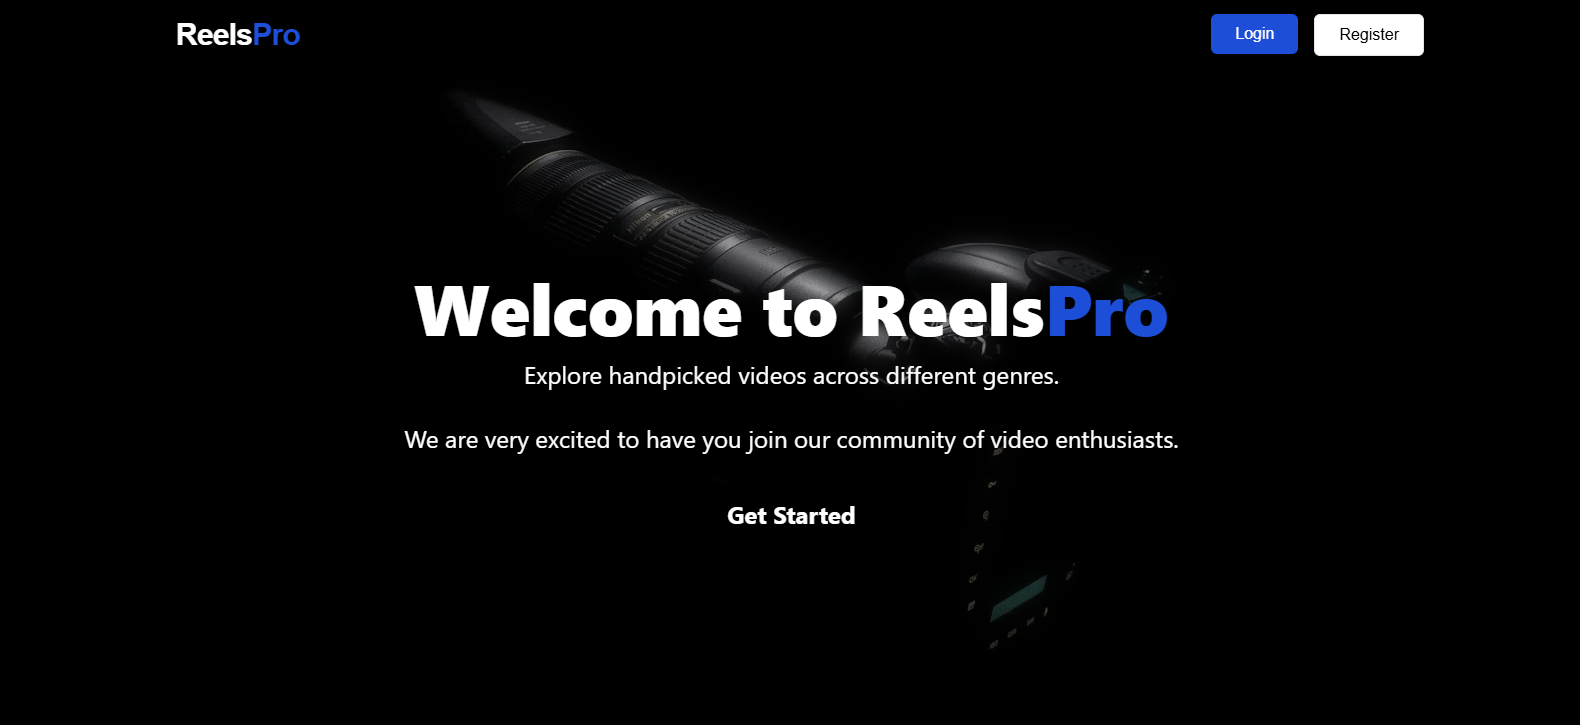 ReelsPro
Login
Register
Welcome to ReelsPro
Explore handpicked videos across different genres.
We are very excited to have you join our community of video enthusiasts.
Get Started